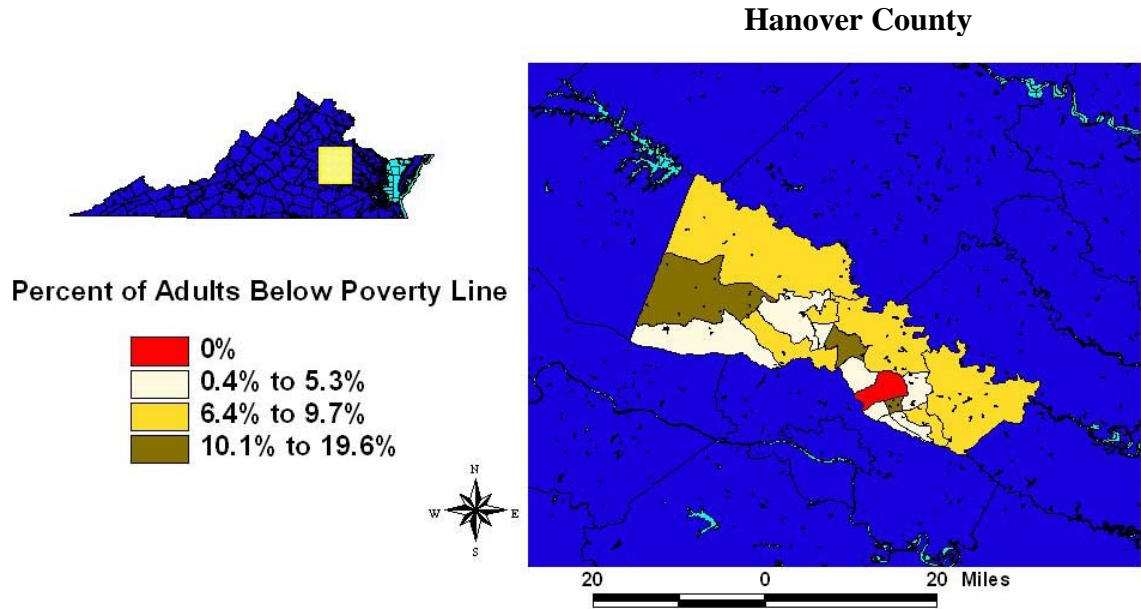 Hanover County
Percent of Adults Below Poverty Line
0%
0.4% to 5.3%
6.4% to 9.7%
10.1% to 19.6%
N
W E
S
20 0 20 Miles